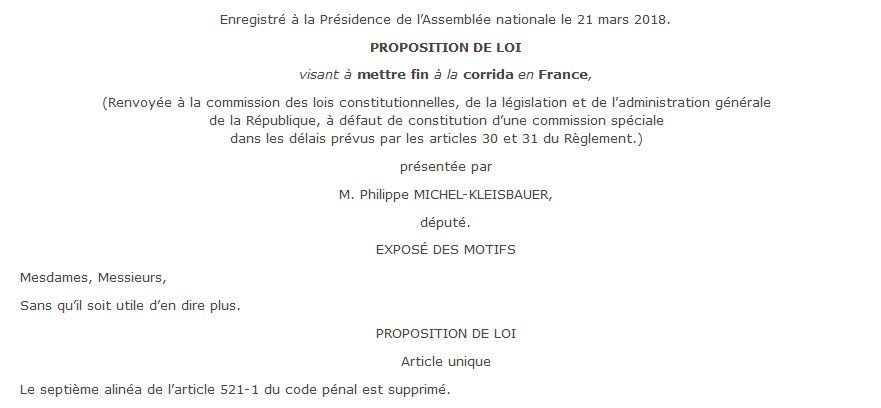 Enregistré à la Présidence de l'Assemblée nationale le 21 mars 2018.
PROPOSITION DE LOI
visant à mettre fin à la corrida en France,
(Renvoyée à la commission des lois constitutionnelles, de la législation et de l'administration générale
de la République, à défaut de constitution d'une commission spéciale
dans les délais prévus par les articles 30 et 31 du Règlement.)
présentée par
M. Philippe MICHEL-KLEISBAUER,
député.
EXPOSÉ DES MOTIFS
Mesdames, Messieurs,
Sans qu'il soit utile d'en dire plus.
PROPOSITION DE LOI
Article unique
Le septième alinéa de l'article 521-1 du code pénal est supprimé.